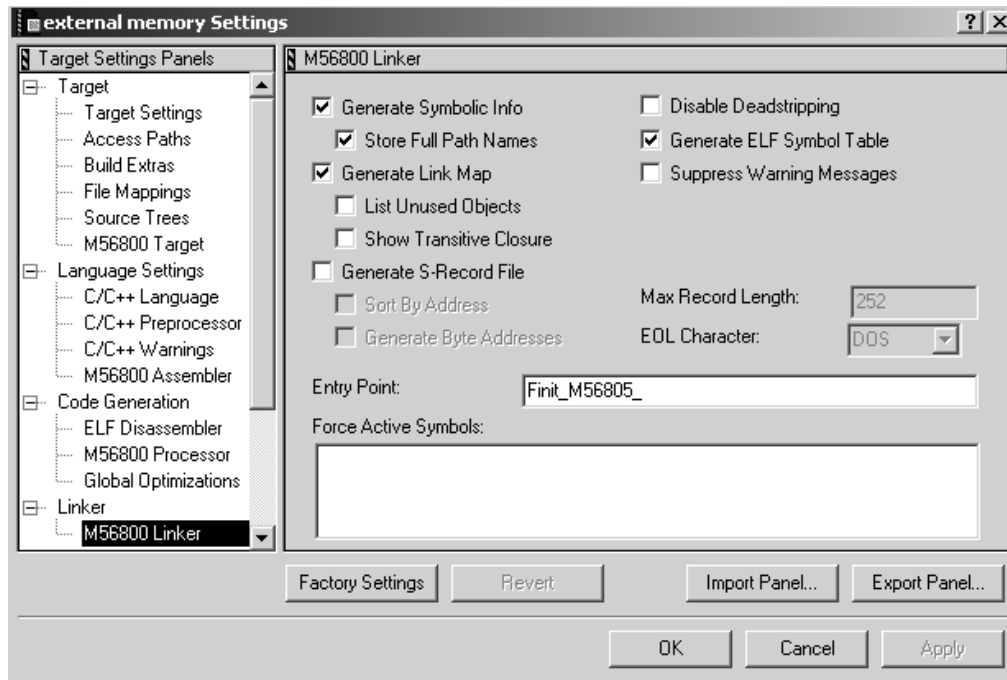 external memory Settings
Target Settings Panels
Target
Target Settings
Access Paths
Build Extras
File Mappings
Source Trees
M56800 Target
Language Settings
C/C++ Language
C/C++ Preprocessor
C/C++ Warnings
M56800 Assembler
Code Generation
ELF Disassembler
M56800 Processor
Global Optimizations
Linker
M56800 Linker
M56800 Linker
Generate Symbolic Info
Store Full Path Names
Generate Link Map
List Unused Objects
Show Transitive Closure
Generate S-Record File
Sort By Address
Generate Byte Addresses
Disable Deadstripping
Generate ELF Symbol Table
Suppress Warning Messages
Max Record Length: 252
EOL Character: DOS
Entry Point: Finit_M56805_
Force Active Symbols:
Factory Settings Revert Import Panel... Export Panel...
OK Cancel Apply